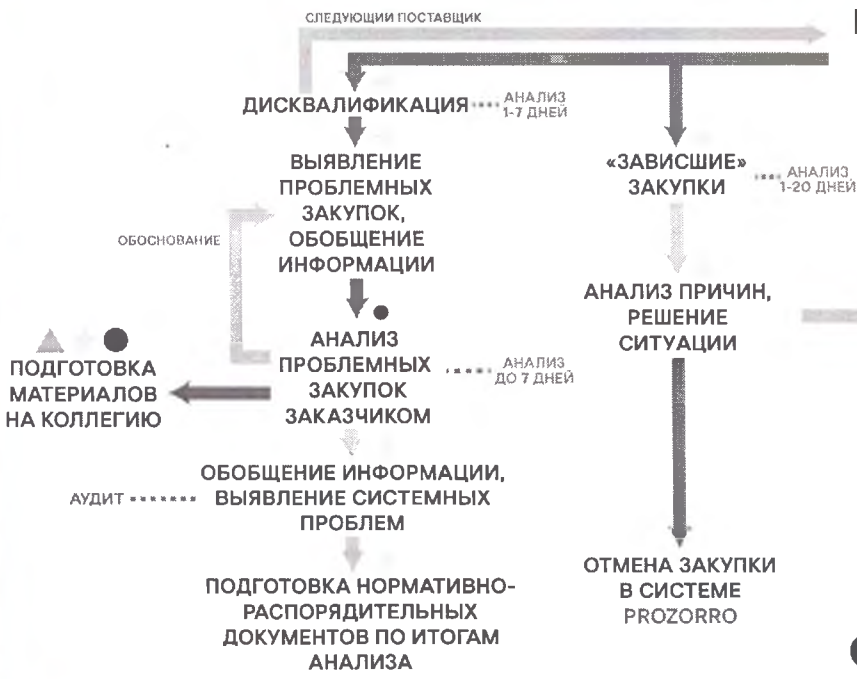 СЛЕДУЮЩИЙ ПОСТАВЩИК
ДИСКВАЛИФИКАЦИЯ
АНАЛИЗ
1-7 ДНЕЙ
ВЫЯВЛЕНИЕ
ПРОБЛЕМНЫХ
ЗАКУПОК,
ОБОБЩЕНИЕ
ИНФОРМАЦИИ
«ЗАВИСШИЕ»
ЗАКУПКИ
АНАЛИЗ
1-20 ДНЕЙ
ОБОСНОВАНИЕ
АНАЛИЗ
ПРОБЛЕМНЫХ
ЗАКУПОК
ЗАКАЗЧИКОМ
АНАЛИЗ
ДО 7 ДНЕЙ
АНАЛИЗ ПРИЧИН,
РЕШЕНИЕ
СИТУАЦИИ
ПОДГОТОВКА
МАТЕРИАЛОВ
НА КОЛЛЕГИЮ
ОБОБЩЕНИЕ ИНФОРМАЦИИ,
ВЫЯВЛЕНИЕ СИСТЕМНЫХ
ПРОБЛЕМ
АУДИТ
ПОДГОТОВКА НОРМАТИВНО-
РАСПОРЯДИТЕЛЬНЫХ
ДОКУМЕНТОВ ПО ИТОГАМ
АНАЛИЗА
ОТМЕНА ЗАКУПКИ
В СИСТЕМЕ
PROZORRO